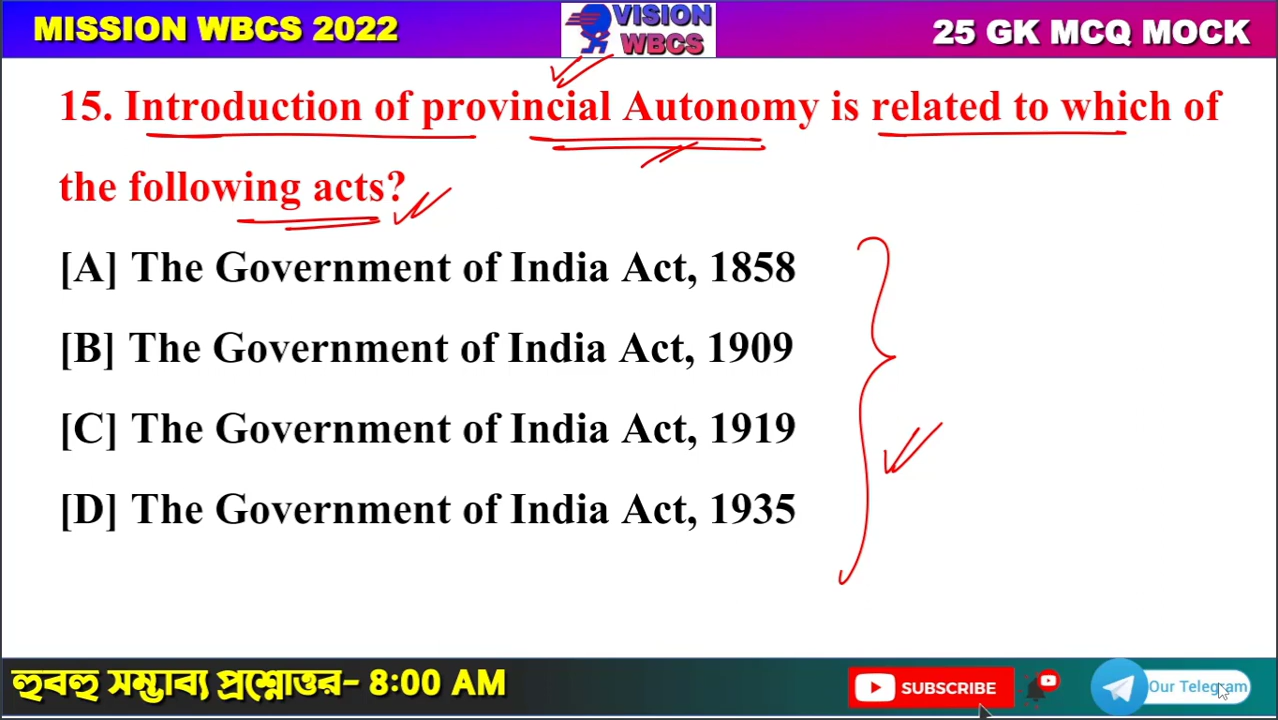 MISSION WBCS 2022
VISION
WBCS
25 GK MCQ MOCK
15. Introduction of provincial Autonomy is related to which of
the following acts?
[A] The Government of India Act, 1858
[B] The Government of India Act, 1909
[C] The Government of India Act, 1919
[D] The Government of India Act, 1935
হুবহু সম্ভাব্য প্রশ্নোত্তর- 8:00 AM
SUBSCRIBE
Our Telegram